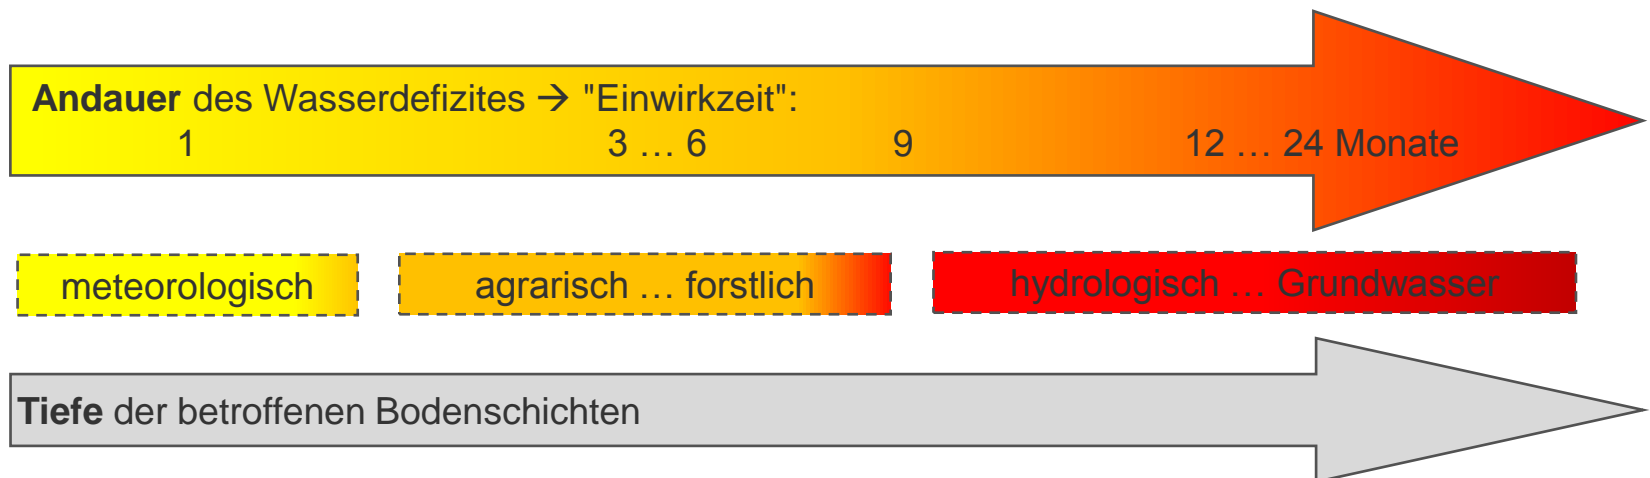 Andauer des Wasserdefizites → "Einwirkzeit":
1 3 … 6 9 12 … 24 Monate
meteorologisch agrarisch … forstlich hydrologisch … Grundwasser
Tiefe der betroffenen Bodenschichten